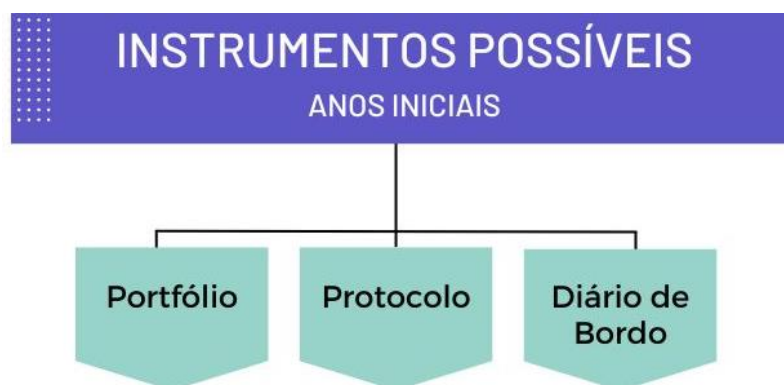 INSTRUMENTOS POSSÍVEIS
ANOS INICIAIS
Portfólio
Protocolo
Diário de
Bordo